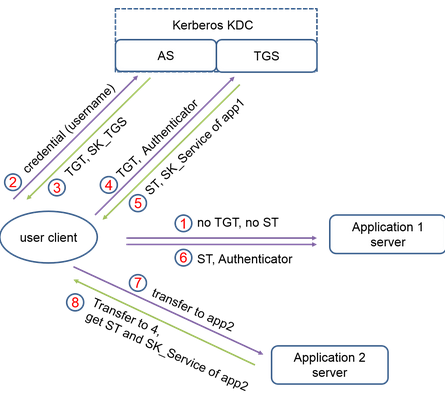 Kerberos KDC
AS
TGS
2 credential (username)
3 TGT, SK_TGS
4 TGT, Authenticator
5 ST, SK_Service of app1
user client
1 no TGT, no ST
6 ST, Authenticator
Application 1
server
7 transfer to app2
8 Transfer to 4,
get ST and SK_Service of app2
Application 2
server